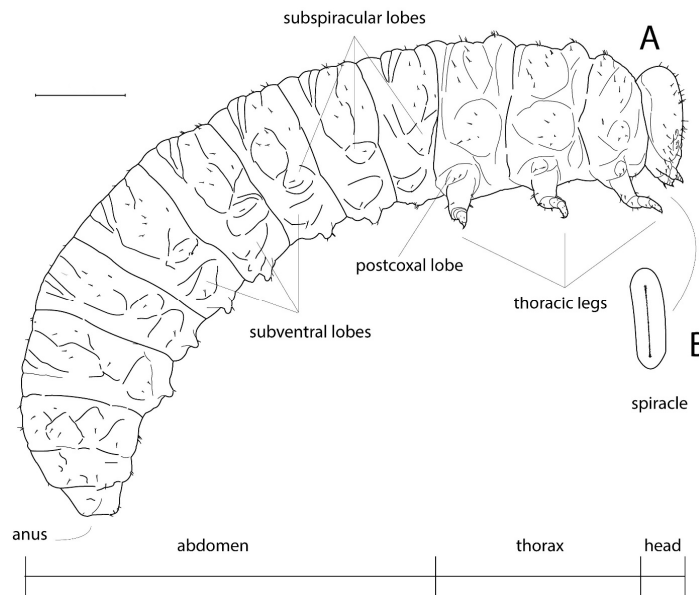 subspiracular lobes
A
postcoxal lobe
thoracic legs
subventral lobes
B
spiracle
anus
abdomen
thorax
head